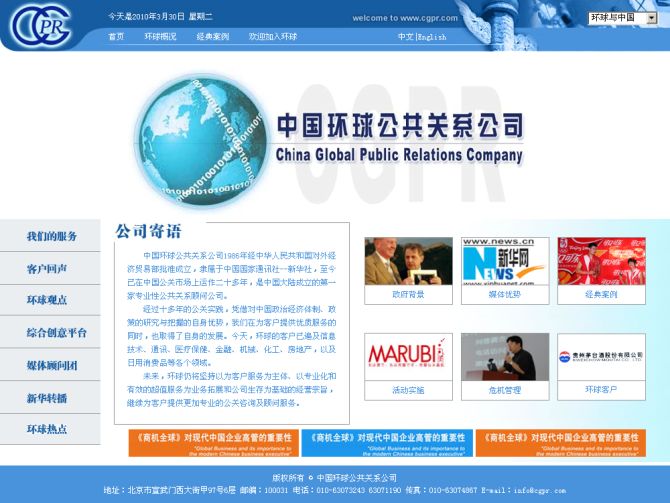 CGPR
今天是2010年3月30日 星期二
welcome to www.cgpr.com
环球与中国
首页 环球概况 经典案例 欢迎加入环球
中文 | English
中国环球公共关系公司
China Global Public Relations Company
CGPR
我们的服务
客户回声
环球观点
综合创意平台
媒体顾问团
新华转播
环球热点
公司寄语
中国环球公共关系公司1986年经中华人民共和国对外经
济贸易部批准成立，隶属于中国国家通讯社--新华社，至今
已在中国公关市场上运作二十多年，是中国大陆成立的第一
家专业性公共关系顾问公司。
经过十多年的公关实践，凭借对中国政治经济体制、政
策的研究与把握的自身优势，我们在为客户提供优质服务的
同时，也取得了自身的发展。今天，环球的客户已遍及信息
技术、通讯、医疗保健、金融、机械、化工、房地产，以及
日用消费品等各个领域。
未来，环球仍将坚持以为客户服务为主体、以专业化和
有效的超值服务为业务拓展和公司生存为基础的经营宗旨，
继续为客户提供更加专业的公关咨询及顾问服务。
政府背景
www.news.cn
新华网
NEWS
www.xinhuanet.com
媒体优势
经典案例
MARUBI
活动实施
危机管理
贵州茅台酒股份有限公司
环球客户
《商机全球》对现代中国企业高管的重要性
"Global Business and its importance to
the modern Chinese business executive"
《商机全球》对现代中国企业高管的重要性
"Global Business and its importance to
the modern Chinese business executive"
《商机全球》对现代中国企业高管的重要性
"Global Business and its importance to
the modern Chinese business executive"
版权所有 © 中国环球公共关系公司
地址：北京市宣武门西大街甲97号6层 邮编：100031 电话：010-63073243 63071190 传真：010-63074867 E-mail：info@cgpr.com